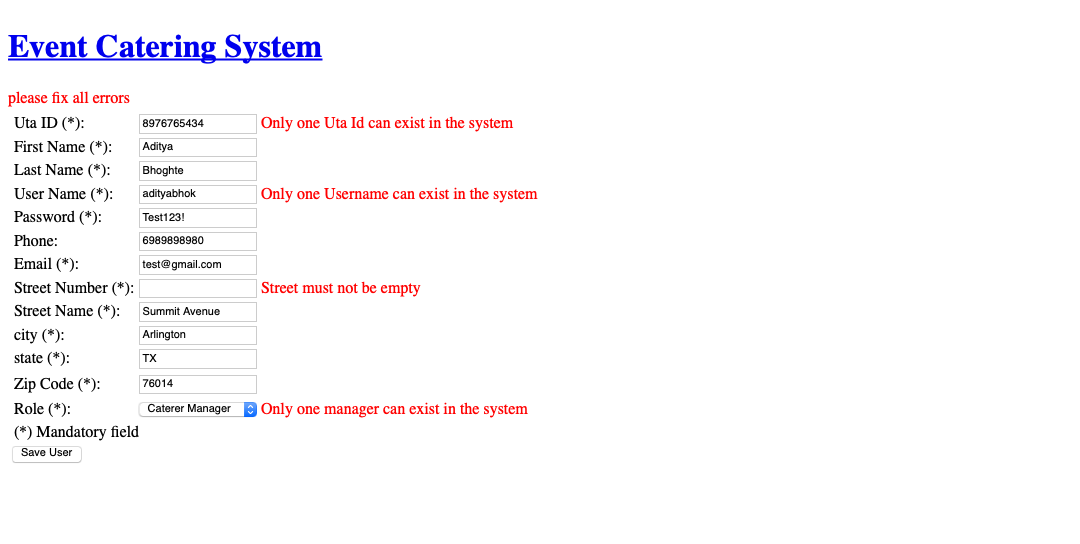 Event Catering System
please fix all errors
Uta ID (*): 8976765434 Only one Uta Id can exist in the system
First Name (*): Aditya
Last Name (*): Bhoghte
User Name (*): adityabhok Only one Username can exist in the system
Password (*): Test123!
Phone: 6989898980
Email (*): test@gmail.com
Street Number (*): Street must not be empty
Street Name (*): Summit Avenue
city (*): Arlington
state (*): TX
Zip Code (*): 76014
Role (*): Caterer Manager Only one manager can exist in the system
(*) Mandatory field
Save User